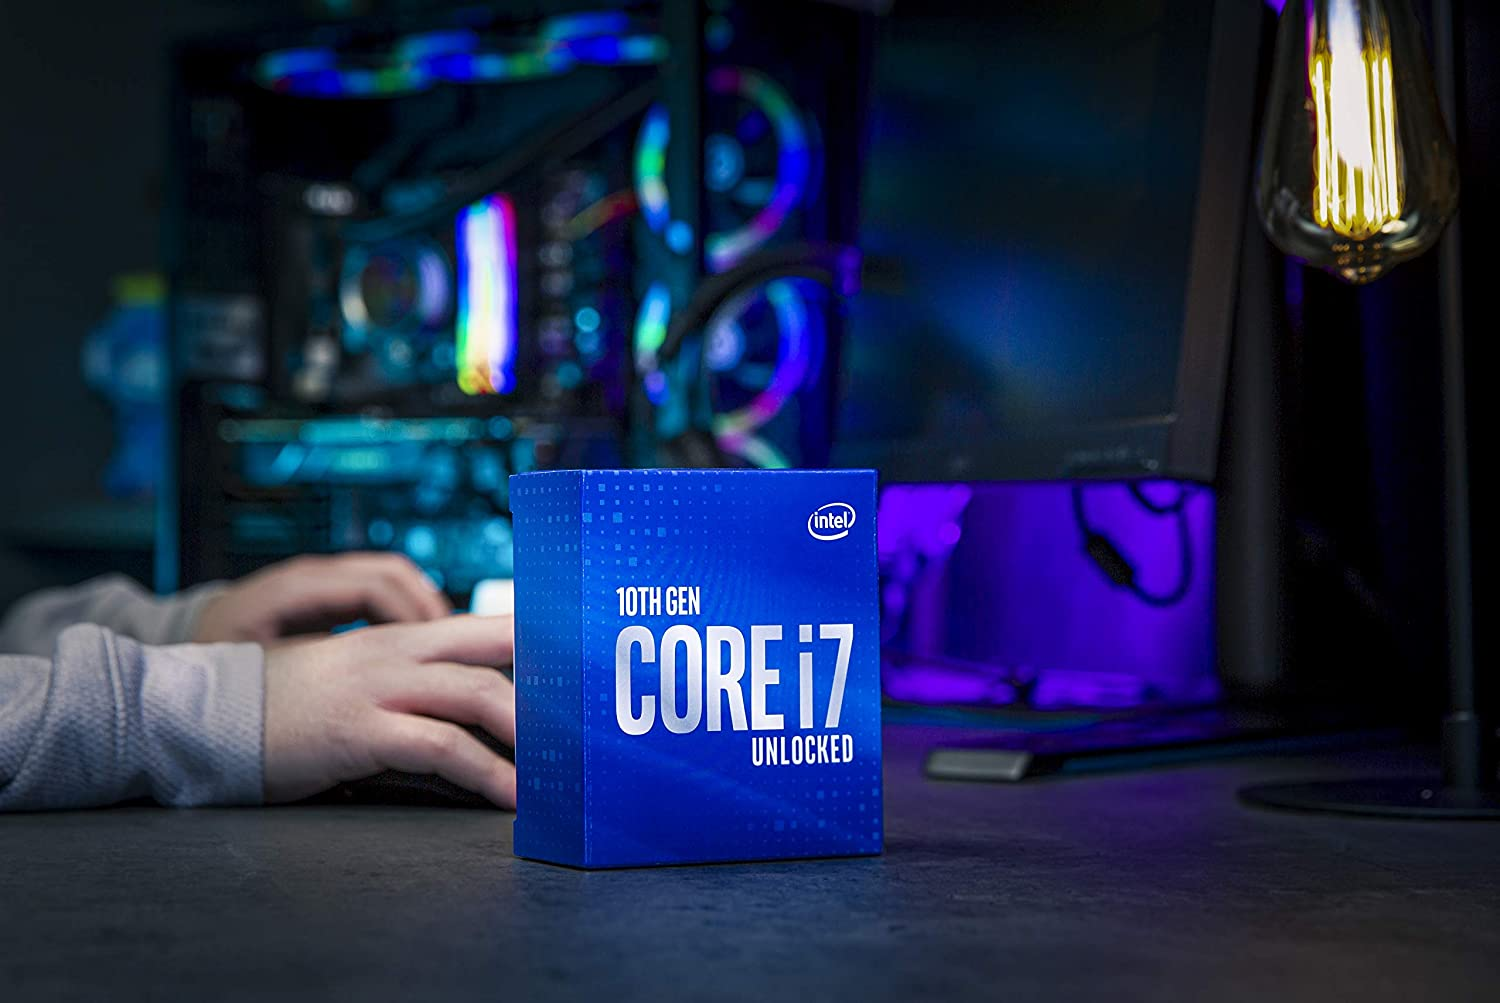 intel
10TH GEN
CORE i7
UNLOCKED